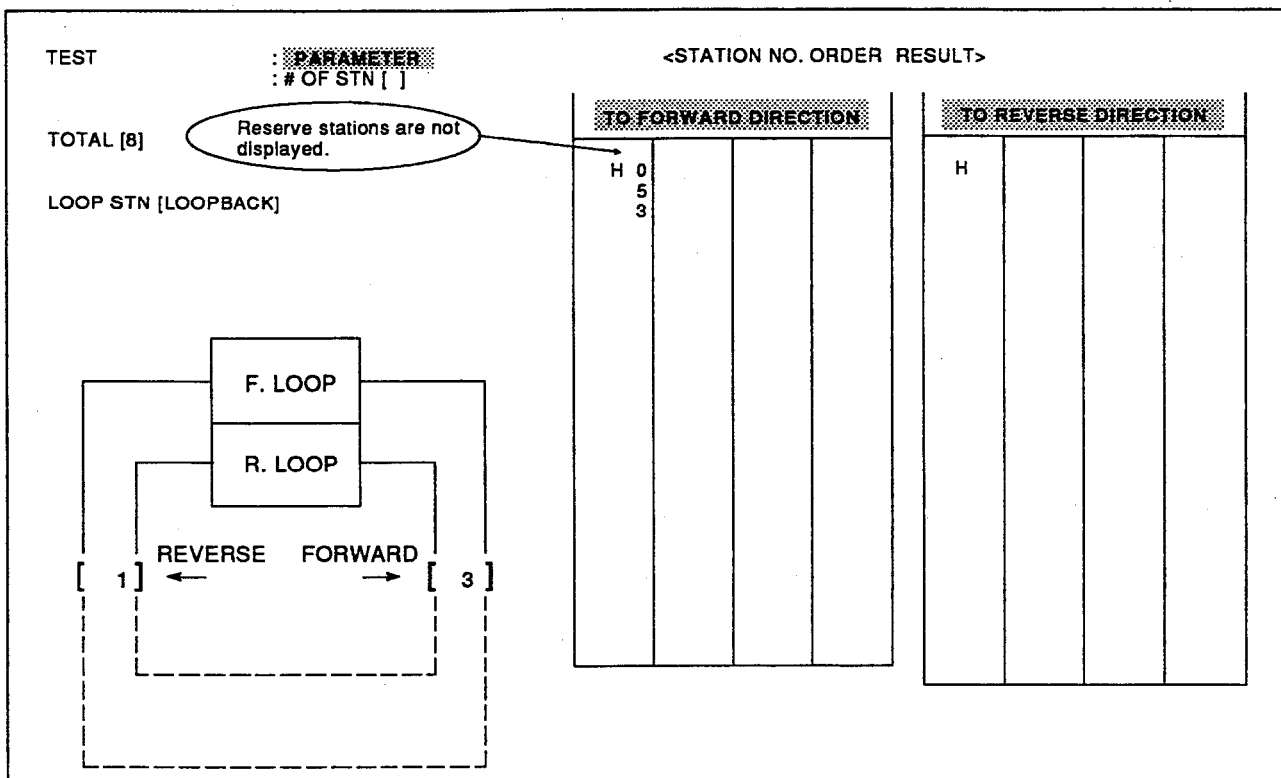 TEST : PARAMETER
: # OF STN [ ]
TOTAL [8]
Reserve stations are not
displayed.
LOOP STN [LOOPBACK]
<STATION NO. ORDER RESULT>
TO FORWARD DIRECTION
H 0
5
3
TO REVERSE DIRECTION
H
F. LOOP
R. LOOP
REVERSE FORWARD
[ 1] ← → [ 3 ]